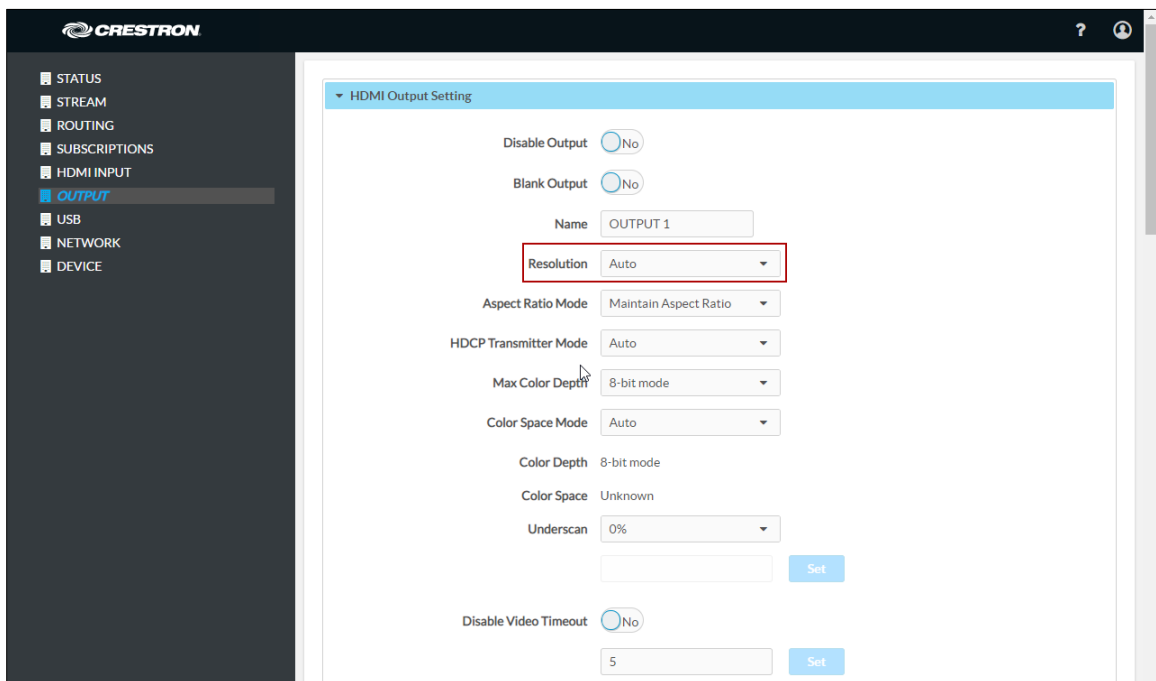 CRESTRON
?
STATUS
STREAM
ROUTING
SUBSCRIPTIONS
HDMI INPUT
OUTPUT
USB
NETWORK
DEVICE
HDMI Output Setting
Disable Output No
Blank Output No
Name OUTPUT 1
Resolution Auto
Aspect Ratio Mode Maintain Aspect Ratio
HDCP Transmitter Mode Auto
Max Color Depth 8-bit mode
Color Space Mode Auto
Color Depth 8-bit mode
Color Space Unknown
Underscan 0%
Set
Disable Video Timeout No
5 Set